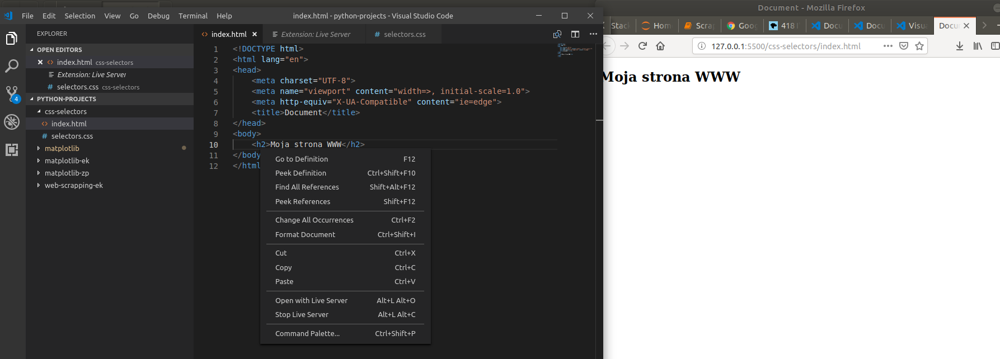 File Edit Selection View Go Debug Terminal Help
index.html - python-projects - Visual Studio Code
EXPLORER
OPEN EDITORS
index.html css-selectors
Extension: Live Server
selectors.css css-selectors
4
PYTHON-PROJECTS
css-selectors
index.html
selectors.css
matplotlib
matplotlib-ek
matplotlib-zp
web-scrapping-ek
index.html
Extension: Live Server
selectors.css
1 <!DOCTYPE html>
2 <html lang="en">
3 <head>
4 <meta charset="UTF-8">
5 <meta name="viewport" content="width=>, initial-scale=1.0">
6 <meta http-equiv="X-UA-Compatible" content="ie=edge">
7 <title>Document</title>
8 </head>
9 <body>
10 <h2>Moja strona WWW</h2>
11 </body
12 </html
Go to Definition F12
Peek Definition Ctrl+Shift+F10
Find All References Shift+Alt+F12
Peek References Shift+F12
Change All Occurrences Ctrl+F2
Format Document Ctrl+Shift+I
Cut Ctrl+X
Copy Ctrl+C
Paste Ctrl+V
Open with Live Server Alt+L Alt+O
Stop Live Server Alt+L Alt+C
Command Palette... Ctrl+Shift+P
Document - Mozilla Firefox
Stac Hom Scra Goo 418 Docu Docu Visu Docu
127.0.0.1:5500/css-selectors/index.html
Moja strona WWW